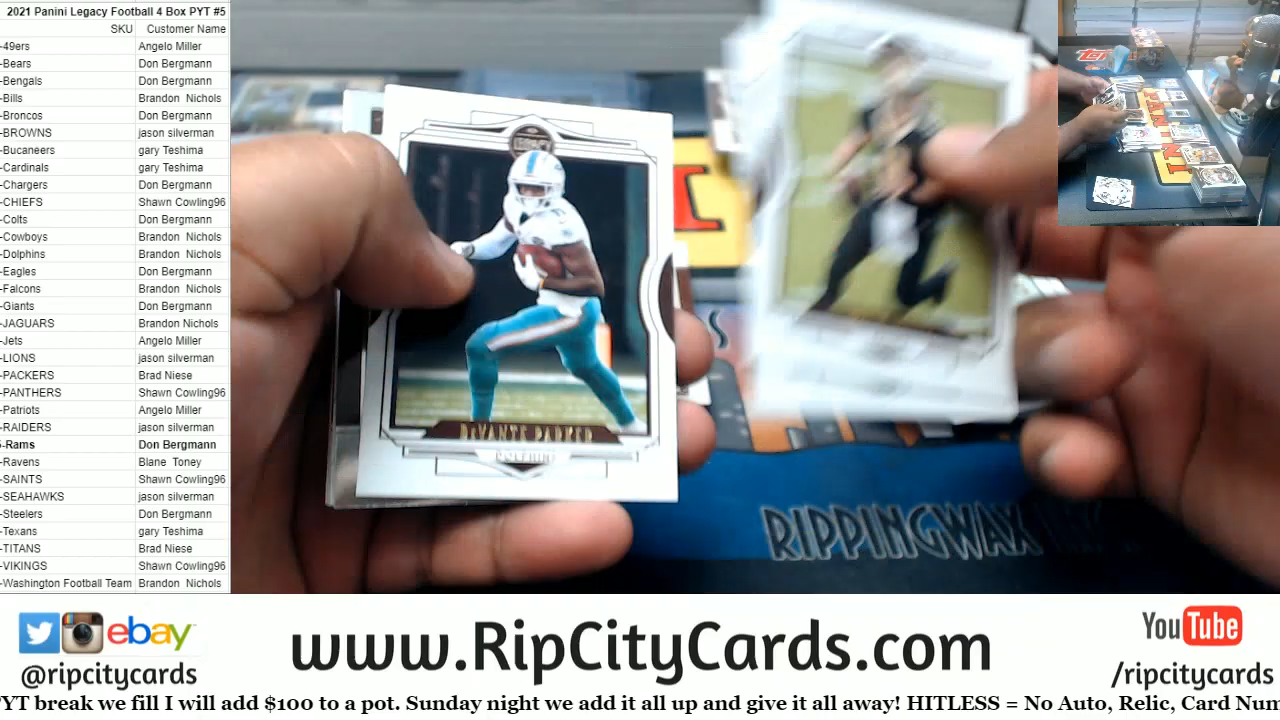 2021 Panini Legacy Football 4 Box PYT #5
SKU Customer Name
-49ers Angelo Miller
-Bears Don Bergmann
-Bengals Don Bergmann
-Bills Brandon Nichols
-Broncos Don Bergmann
-BROWNS jason silverman
-Bucaneers gary Teshima
-Cardinals gary Teshima
-Chargers Don Bergmann
-CHIEFS Shawn Cowling96
-Colts Don Bergmann
-Cowboys Brandon Nichols
-Dolphins Brandon Nichols
-Eagles Don Bergmann
-Falcons Brandon Nichols
-Giants Don Bergmann
-JAGUARS Brandon Nichols
-Jets Angelo Miller
-LIONS jason silverman
-PACKERS Brad Niese
-PANTHERS Shawn Cowling96
-Patriots Angelo Miller
-RAIDERS jason silverman
-Rams Don Bergmann
-Ravens Blane Toney
-SAINTS Shawn Cowling96
-SEAHAWKS jason silverman
-Steelers Don Bergmann
-Texans gary Teshima
-TITANS Brad Niese
-VIKINGS Shawn Cowling96
-Washington Football Team Brandon Nichols
LEGACY
DEVANTE PARKER
DOLPHINS
RIPPINGWAX
PANINI
ebay
@ripcitycards
www.RipCityCards.com
YouTube
/ripcitycards
PYT break we fill I will add $100 to a pot. Sunday night we add it all up and give it all away! HITLESS = No Auto, Relic, Card Num